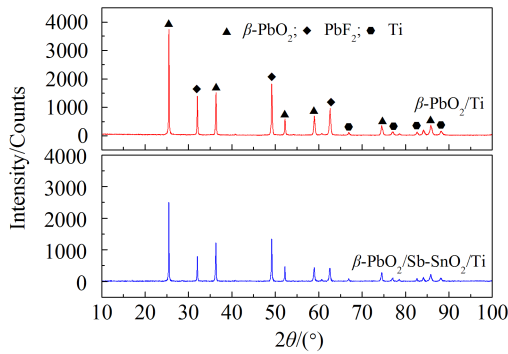 4000
3000
2000
1000
0
▲ β-PbO₂; ◆ PbF₂; ⬣ Ti
β-PbO₂/Ti
4000
3000
2000
1000
0
β-PbO₂/Sb-SnO₂/Ti
10 20 30 40 50 60 70 80 90 100
2θ/(°)
Intensity/Counts